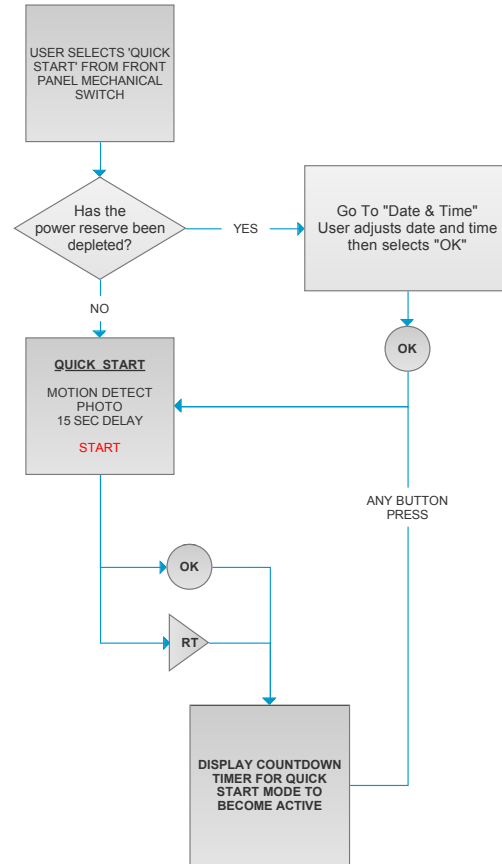 USER SELECTS 'QUICK
START' FROM FRONT
PANEL MECHANICAL
SWITCH
Has the
power reserve been
depleted?
YES
Go To "Date & Time"
User adjusts date and time
then selects "OK"
NO
OK
QUICK START
MOTION DETECT
PHOTO
15 SEC DELAY
START
ANY BUTTON
PRESS
OK
RT
DISPLAY COUNTDOWN
TIMER FOR QUICK
START MODE TO
BECOME ACTIVE